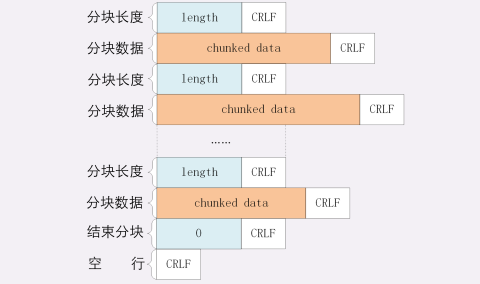 分块长度 length CRLF
分块数据 chunked data CRLF
分块长度 length CRLF
分块数据 chunked data CRLF
……
分块长度 length CRLF
分块数据 chunked data CRLF
结束分块 0 CRLF
空 行 CRLF